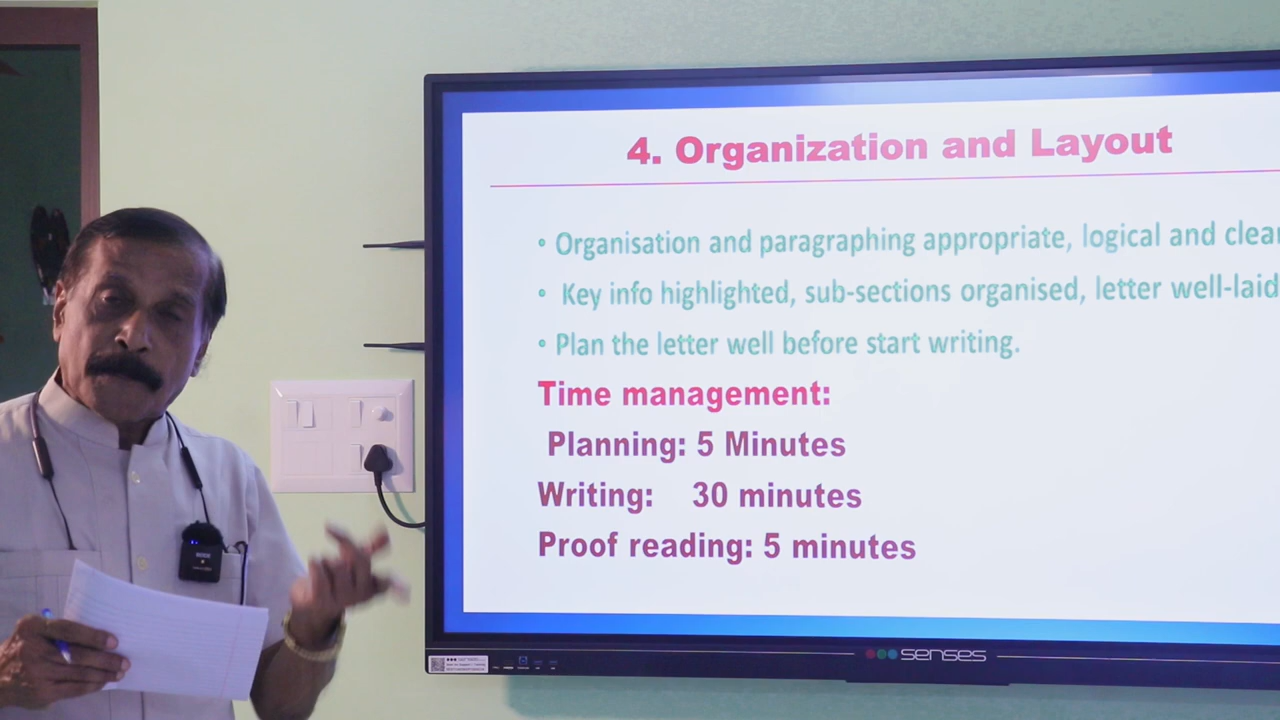 4. Organization and Layout
• Organisation and paragraphing appropriate, logical and clear
• Key info highlighted, sub-sections organised, letter well-laid
• Plan the letter well before start writing.
Time management:
Planning: 5 Minutes
Writing: 30 minutes
Proof reading: 5 minutes
senses